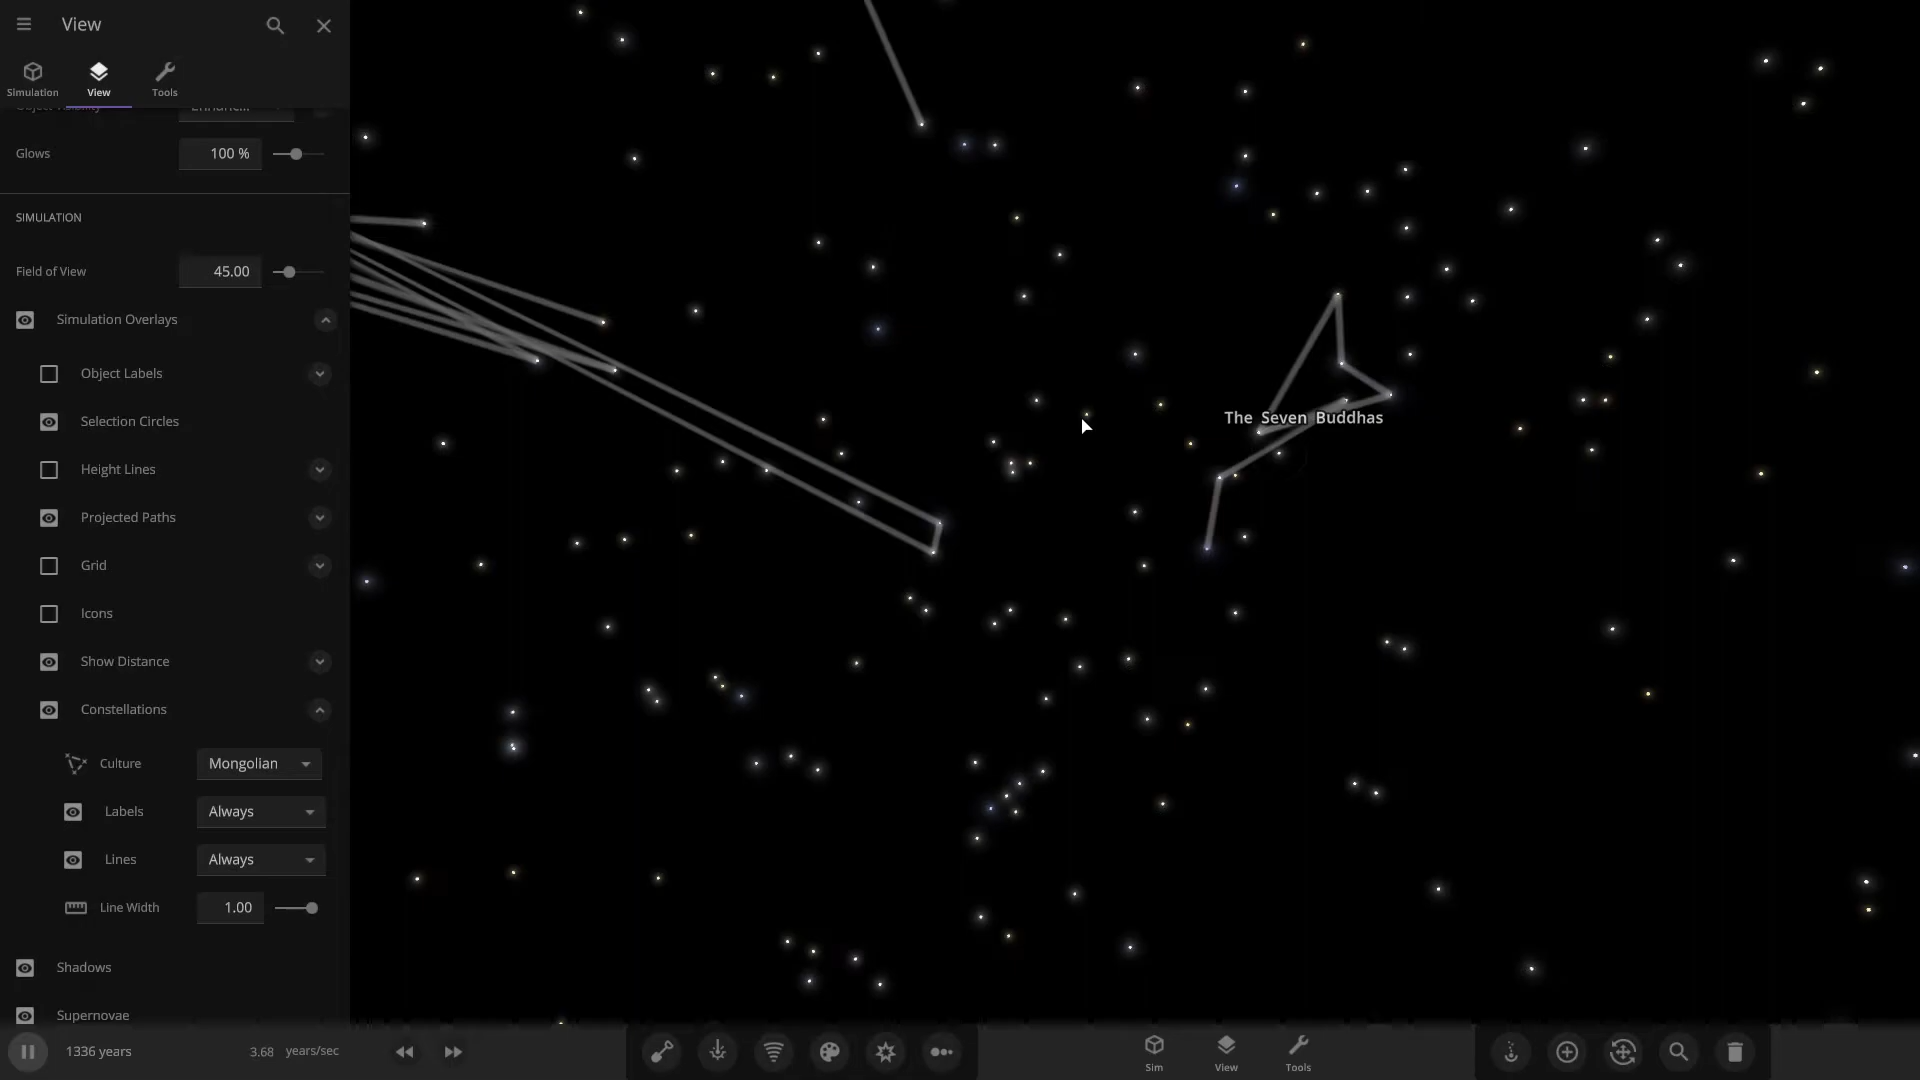 View
Simulation
View
Tools
Glows
100 %
SIMULATION
Field of View
45.00
Simulation Overlays
Object Labels
Selection Circles
Height Lines
Projected Paths
Grid
Icons
Show Distance
Constellations
Culture
Mongolian
Labels
Always
Lines
Always
Line Width
1.00
Shadows
Supernovae
The Seven Buddhas
1336 years
3.68 years/sec
Sim
View
Tools